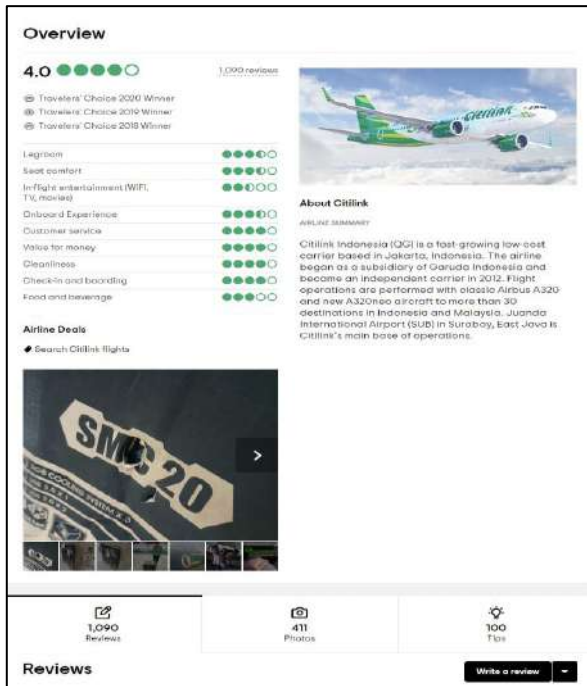 Overview
4.0
1,090 reviews
Travelers' Choice 2020 Winner
Travelers' Choice 2019 Winner
Travelers' Choice 2018 Winner
Legroom
Seat comfort
In-flight entertainment (WiFi,
TV, movies)
Onboard Experience
Customer service
Value for money
Cleanliness
Check-in and boarding
Food and beverage
Airline Deals
Search Citilink flights
SMC 20
COOLING SYSTEM X
citilink
About Citilink
AIRLINE SUMMARY
Citilink Indonesia (QG) is a fast-growing low-cost
carrier based in Jakarta, Indonesia. The airline
began as a subsidiary of Garuda Indonesia and
became an independent carrier in 2012. Flight
operations are performed with classic Airbus A320
and new A320neo aircraft to more than 30
destinations in Indonesia and Malaysia. Juanda
International Airport (SUB) in Surabay, East Java is
Citilink's main base of operations.
1,090
Reviews
411
Photos
100
Tips
Reviews
Write a review